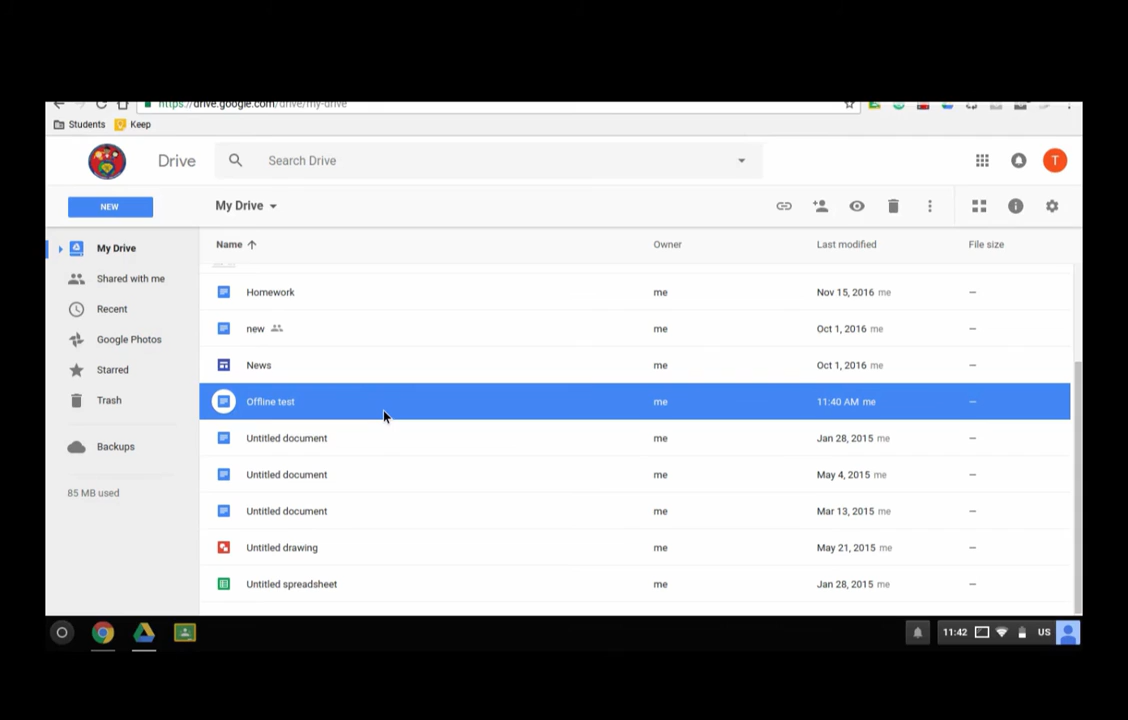 https://drive.google.com/drive/my-drive
Students Keep
Drive Search Drive T
NEW My Drive
Name Owner Last modified File size
My Drive
Shared with me
Recent
Google Photos
Starred
Trash
Backups
85 MB used
Homework me Nov 15, 2016 me –
new me Oct 1, 2016 me –
News me Oct 1, 2016 me –
Offline test me 11:40 AM me –
Untitled document me Jan 28, 2015 me –
Untitled document me May 4, 2015 me –
Untitled document me Mar 13, 2015 me –
Untitled drawing me May 21, 2015 me –
Untitled spreadsheet me Jan 28, 2015 me –
11:42 US